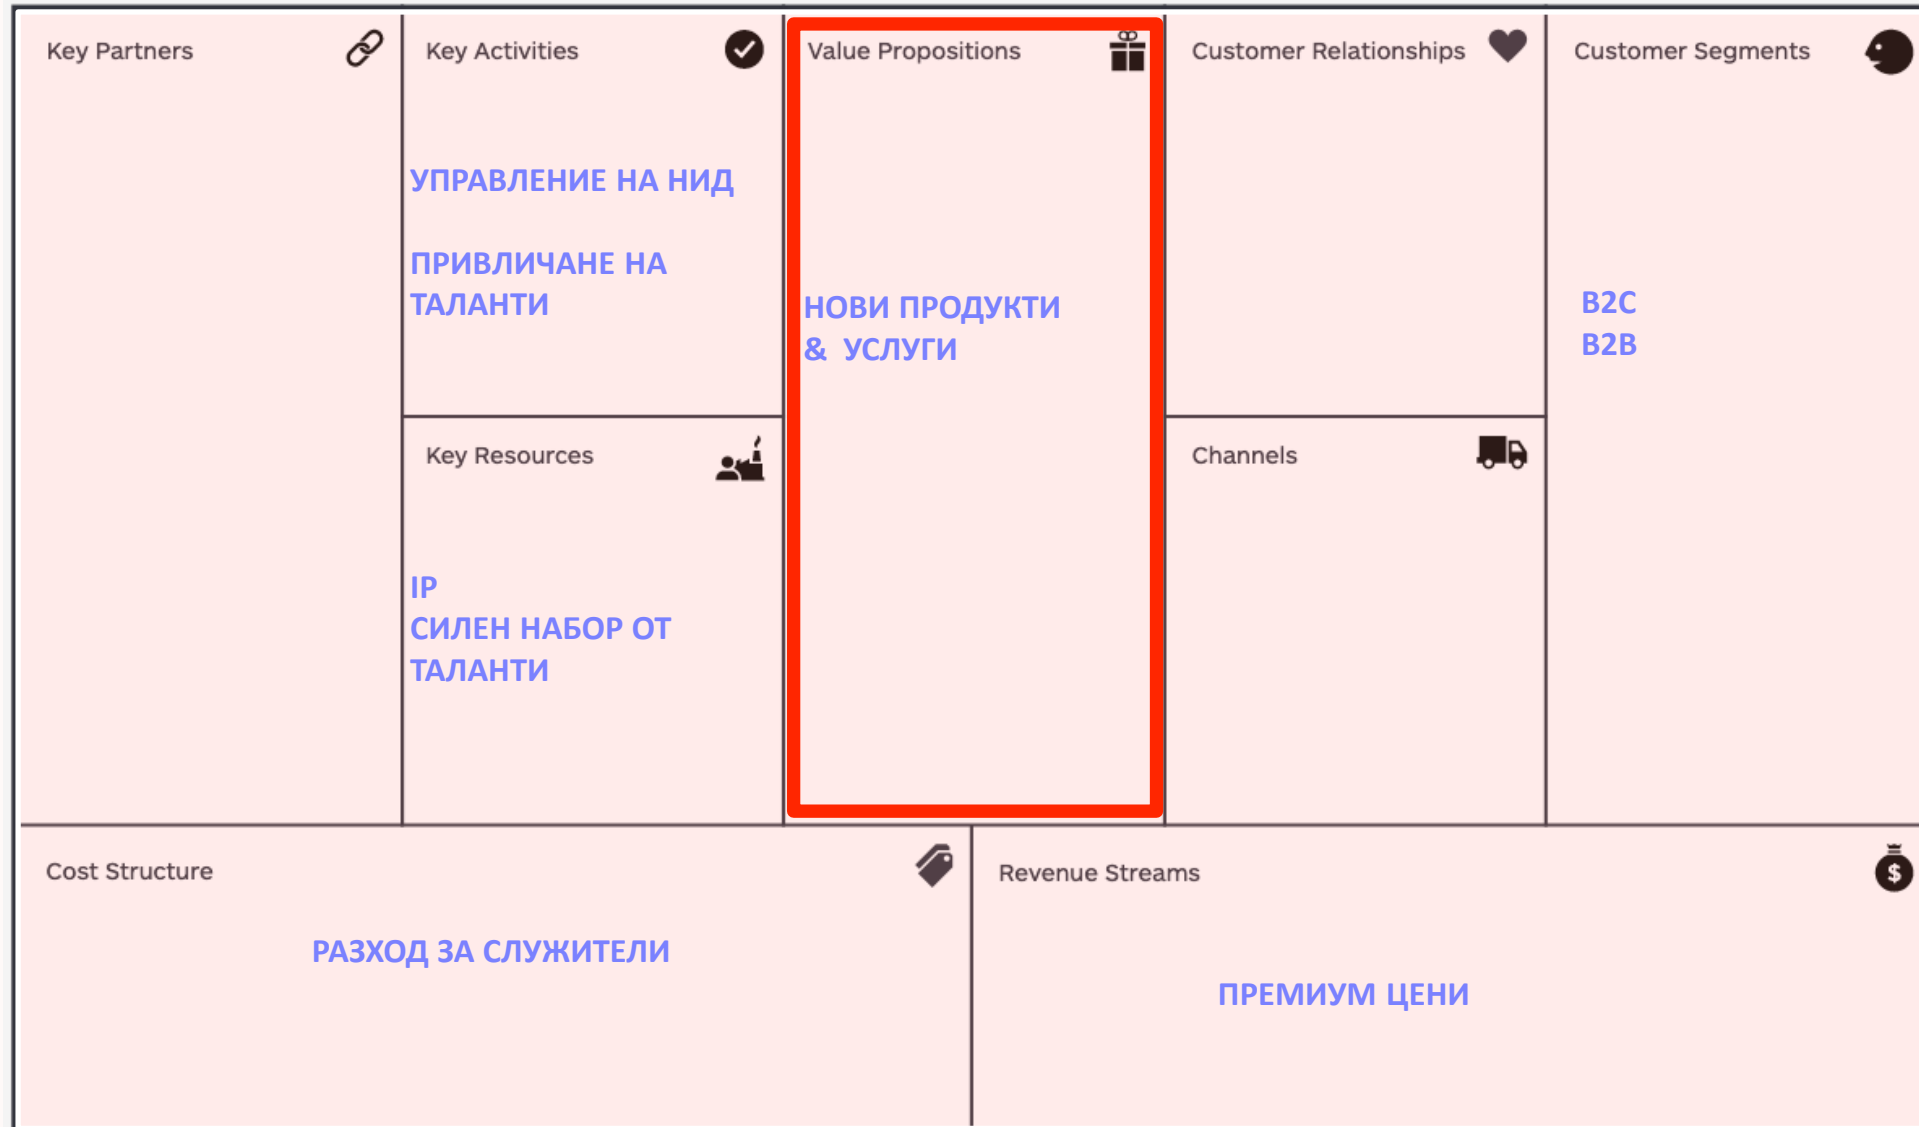 Key Partners
Key Activities
УПРАВЛЕНИЕ НА НИД
ПРИВЛИЧАНЕ НА
ТАЛАНТИ
Key Resources
IP
СИЛЕН НАБОР ОТ
ТАЛАНТИ
Value Propositions
НОВИ ПРОДУКТИ
& УСЛУГИ
Customer Relationships
Channels
Customer Segments
B2C
B2B
Cost Structure
РАЗХОД ЗА СЛУЖИТЕЛИ
Revenue Streams
$
ПРЕМИУМ ЦЕНИ